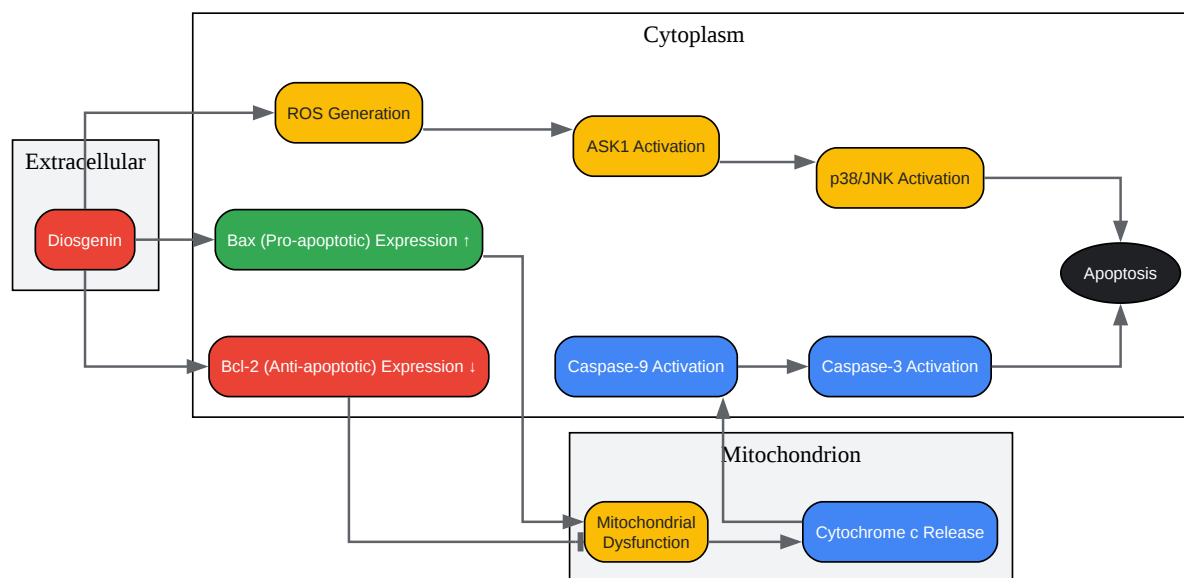 Cytoplasm
Extracellular
ROS Generation
ASK1 Activation
p38/JNK Activation
Diosgenin
Bax (Pro-apoptotic) Expression ↑
Apoptosis
Bcl-2 (Anti-apoptotic) Expression ↓
Caspase-9 Activation
Caspase-3 Activation
Mitochondrion
Mitochondrial
Dysfunction
Cytochrome c Release